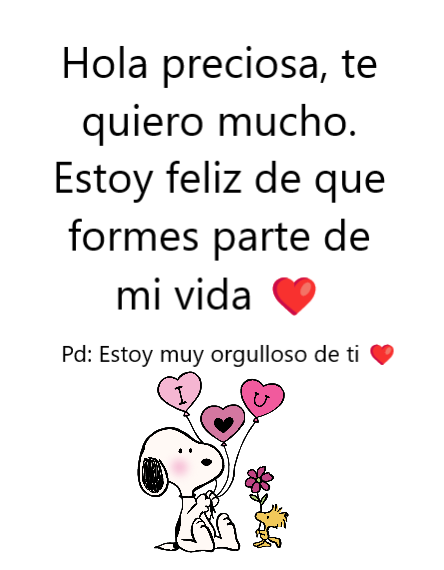 Hola preciosa, te
quiero mucho.
Estoy feliz de que
formes parte de
mi vida ❤️
Pd: Estoy muy orgulloso de ti ❤️
I ♥ U